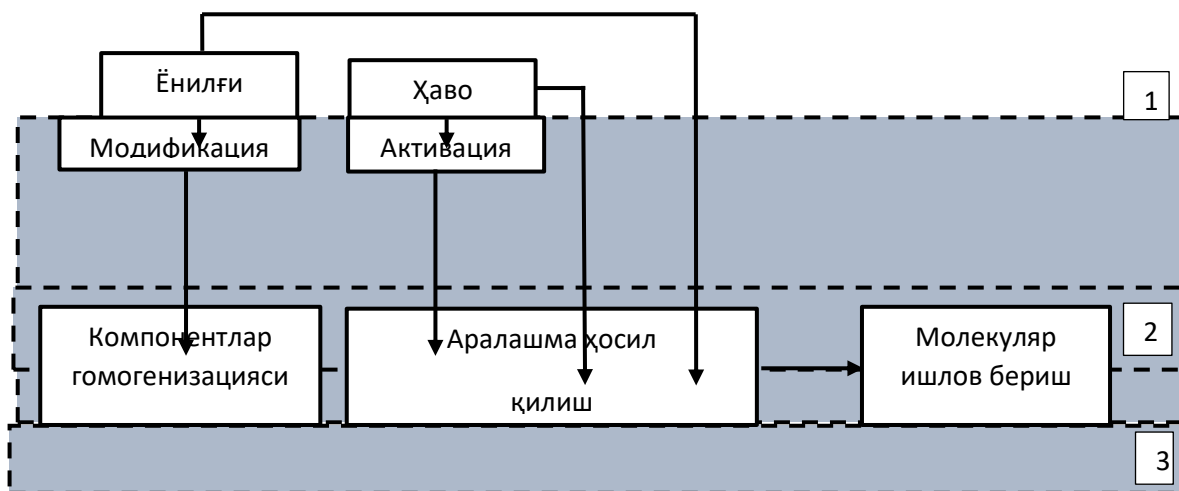 Ёнилғи
Ҳаво
1
Модификация
Активация
Компонентлар
гомогенизацияси
Аралашма ҳосил
қилиш
Молекуляр
ишлов бериш
2
3